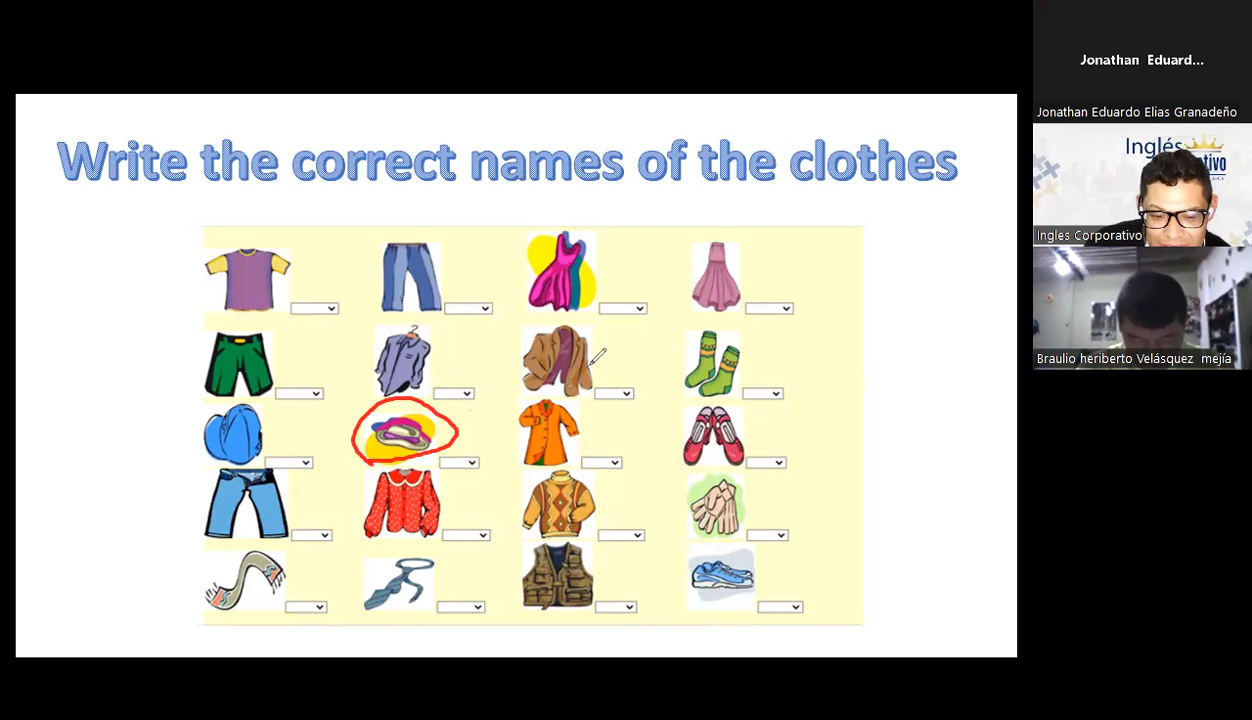 Jonathan Eduard...
Jonathan Eduardo Elias Granadeño
Write the correct names of the clothes
Inglés
Ingles Corporativo
Braulio heriberto Velásquez mejía